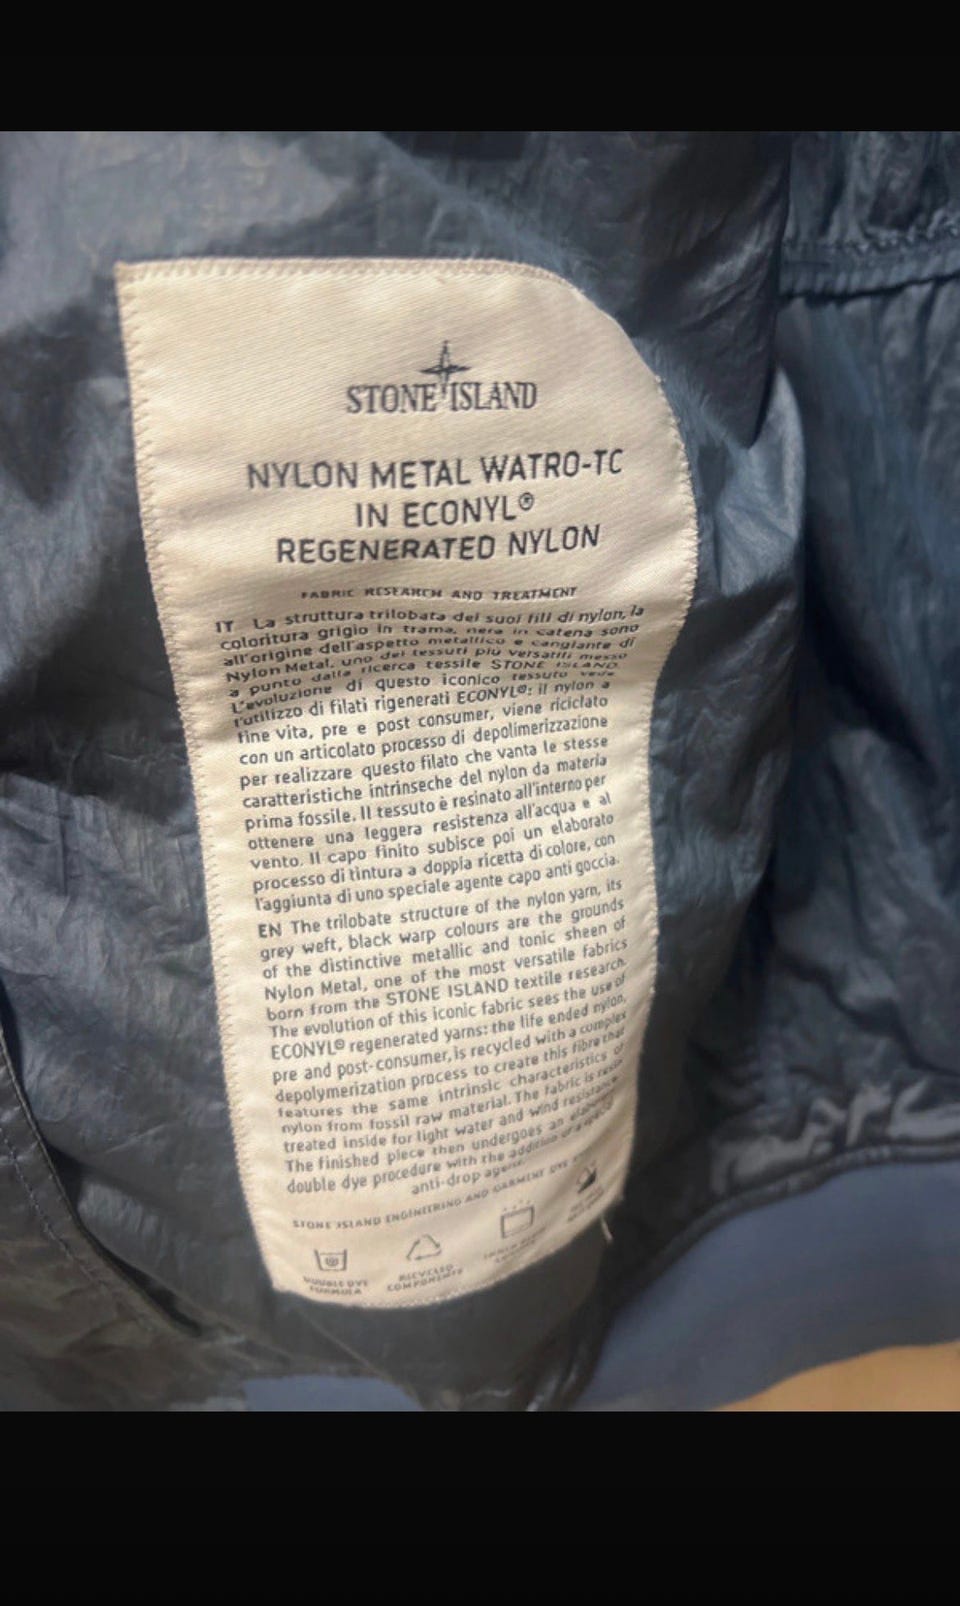 STONE ISLAND
NYLON METAL WATRO-TC
IN ECONYL®
REGENERATED NYLON
FABRIC RESEARCH AND TREATMENT
IT La struttura trilobata dei suoi fili di nylon, la
coloritura grigio in trama, nera in catena sono
all'origine dell'aspetto metallico e cangiante di
Nylon Metal, uno dei tessuti più versatili messo
a punto dalla ricerca tessile STONE ISLAND.
L'evoluzione di questo iconico tessuto vede
l'utilizzo di filati rigenerati ECONYL®: il nylon a
fine vita, pre e post consumer, viene riciclato
con un articolato processo di depolimerizzazione
per realizzare questo filato che vanta le stesse
caratteristiche intrinseche del nylon da materia
prima fossile. Il tessuto è resinato all'interno per
ottenere una leggera resistenza all'acqua e al
vento. Il capo finito subisce poi un elaborato
processo di tintura a doppia ricetta di colore, con
l'aggiunta di uno speciale agente capo anti goccia.
EN The trilobate structure of the nylon yarn, its
grey weft, black warp colours are the grounds
of the distinctive metallic and tonic sheen of
Nylon Metal, one of the most versatile fabrics
born from the STONE ISLAND textile research.
The evolution of this iconic fabric sees the use of
ECONYL® regenerated yarns: the life ended nylon,
pre and post-consumer, is recycled with a complex
depolymerization process to create this fibre that
features the same intrinsic characteristics of
nylon from fossil raw material. The fabric is
treated inside for light water and wind resistance.
The finished piece then undergoes an
double dye procedure with the addition of a
anti-drop agent.
STONE ISLAND ENGINEERING AND GARMENT DYE
DOUBLE DYE
FORMULA
RECYCLED
COMPONENTS